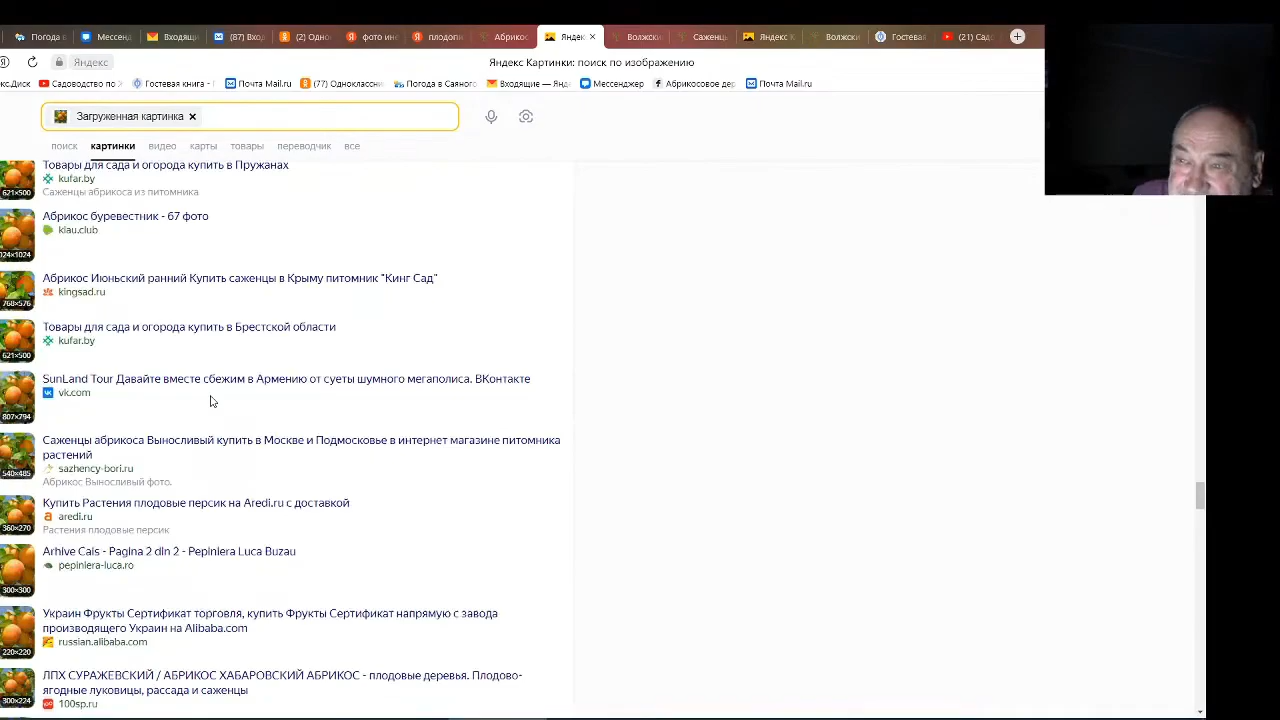 Погода
Мессенд
Входящи
(87) Вход
(2) Одно
фото ине
плодопи
Абрикос
Яндекс
Волжски
Саженць
Яндекс К
Волжски
Гостевая
(21) Сад
Яндекс
Яндекс Картинки: поиск по изображению
кс.Диск
Садоводство по
Гостевая книга -
Почта Mail.ru
(77) Одноклассни
Погода в Саяного
Входящие — Янд
Мессенджер
Абрикосовое дер
Почта Mail.ru
Загруженная картинка
поиск картинки видео карты товары переводчик все
Товары для сада и огорода купить в Пружанах
kufar.by
621×500
Саженцы абрикоса из питомника
Абрикос буревестник - 67 фото
klau.club
024×1024
Абрикос Июньский ранний Купить саженцы в Крыму питомник "Кинг Сад"
kingsad.ru
768×576
Товары для сада и огорода купить в Брестской области
kufar.by
621×500
SunLand Tour Давайте вместе сбежим в Армению от суеты шумного мегаполиса. ВКонтакте
vk.com
807×794
Саженцы абрикоса Выносливый купить в Москве и Подмосковье в интернет магазине питомника
растений
sazhency-bori.ru
540×485
Абрикос Выносливый фото.
Купить Растения плодовые персик на Aredi.ru с доставкой
aredi.ru
360×270
Растения плодовые персик
Arhive Cais - Pagina 2 din 2 - Pepiniera Luca Buzau
pepiniera-luca.ro
300×300
Украин Фрукты Сертификат торговля, купить Фрукты Сертификат напрямую с завода
производящего Украин на Alibaba.com
russian.alibaba.com
220×220
ЛПХ СУРАЖЕВСКИЙ / АБРИКОС ХАБАРОВСКИЙ АБРИКОС - плодовые деревья. Плодово-
ягодные луковицы, рассада и саженцы
100sp.ru
300×224